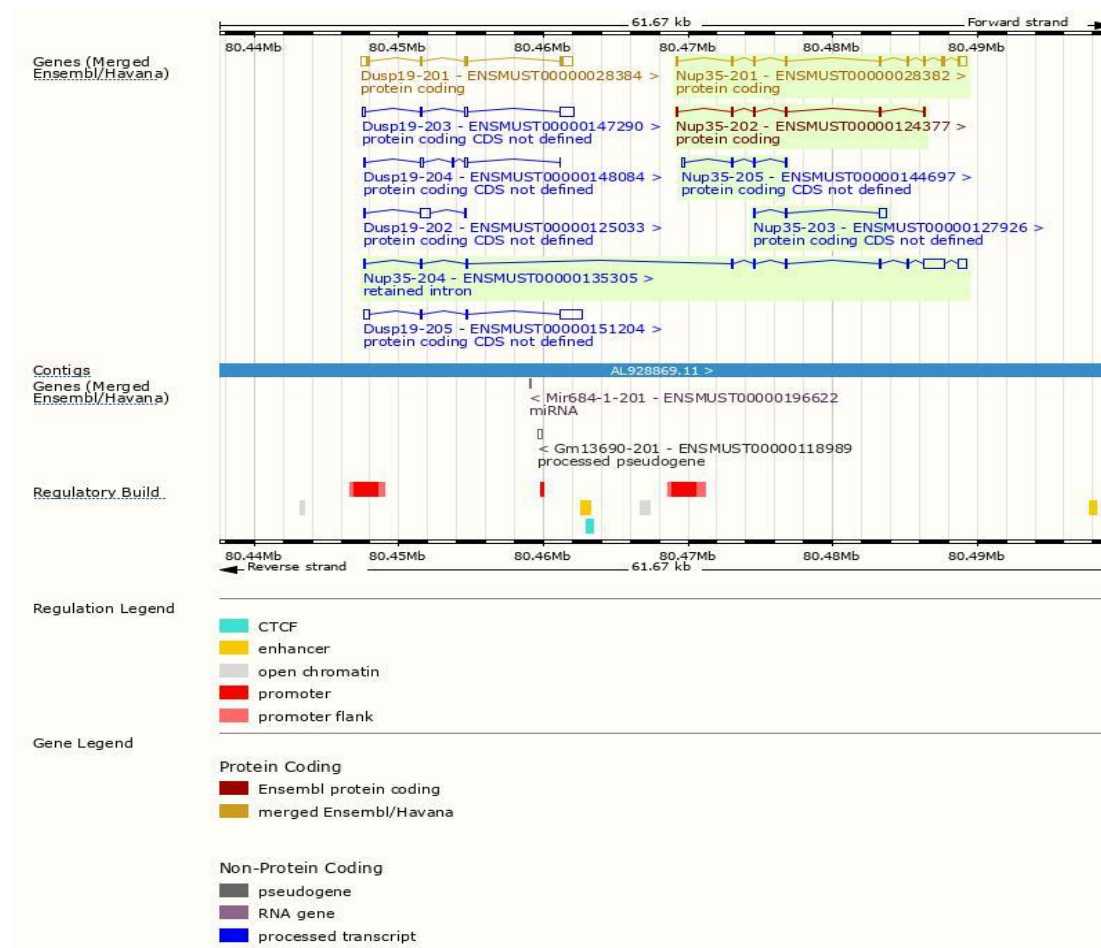 61.67 kb Forward strand
80.44Mb 80.45Mb 80.46Mb 80.47Mb 80.48Mb 80.49Mb
Genes (Merged
Ensembl/Havana)
Dusp19-201 - ENSMUST00000028384 > Nup35-201 - ENSMUST00000028382 >
protein coding protein coding
Dusp19-203 - ENSMUST00000147290 > Nup35-202 - ENSMUST00000124377 >
protein coding CDS not defined protein coding
Dusp19-204 - ENSMUST00000148084 > Nup35-205 - ENSMUST00000144697 >
protein coding CDS not defined protein coding CDS not defined
Dusp19-202 - ENSMUST00000125033 > Nup35-203 - ENSMUST00000127926 >
protein coding CDS not defined protein coding CDS not defined
Nup35-204 - ENSMUST00000135305 >
retained intron
Dusp19-205 - ENSMUST00000151204 >
protein coding CDS not defined
Contigs AL928869.11 >
Genes (Merged
Ensembl/Havana)
< Mir684-1-201 - ENSMUST00000196622
miRNA
< Gm13690-201 - ENSMUST00000118989
processed pseudogene
Regulatory Build
80.44Mb 80.45Mb 80.46Mb 80.47Mb 80.48Mb 80.49Mb
Reverse strand 61.67 kb
Regulation Legend
CTCF
enhancer
open chromatin
promoter
promoter flank
Gene Legend
Protein Coding
Ensembl protein coding
merged Ensembl/Havana
Non-Protein Coding
pseudogene
RNA gene
processed transcript